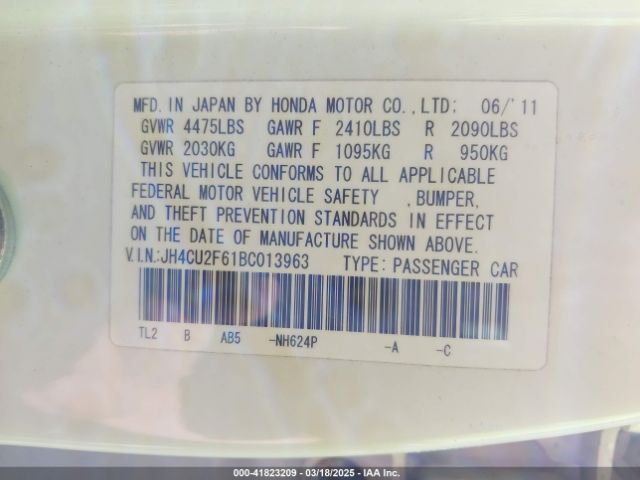 MFD. IN JAPAN BY HONDA MOTOR CO., LTD: 06/'11
GVWR 4475LBS GAWR F 2410LBS R 2090LBS
GVWR 2030KG GAWR F 1095KG R 950KG
THIS VEHICLE CONFORMS TO ALL APPLICABLE
FEDERAL MOTOR VEHICLE SAFETY ,BUMPER,
AND THEFT PREVENTION STANDARDS IN EFFECT
ON THE DATE OF MANUFACTURE SHOWN ABOVE.
V.I.N.:JH4CU2F61BC013963 TYPE: PASSENGER CAR
TL2 B AB5 -NH624P -A -C
000-41823209 - 03/18/2025 - IAA Inc.